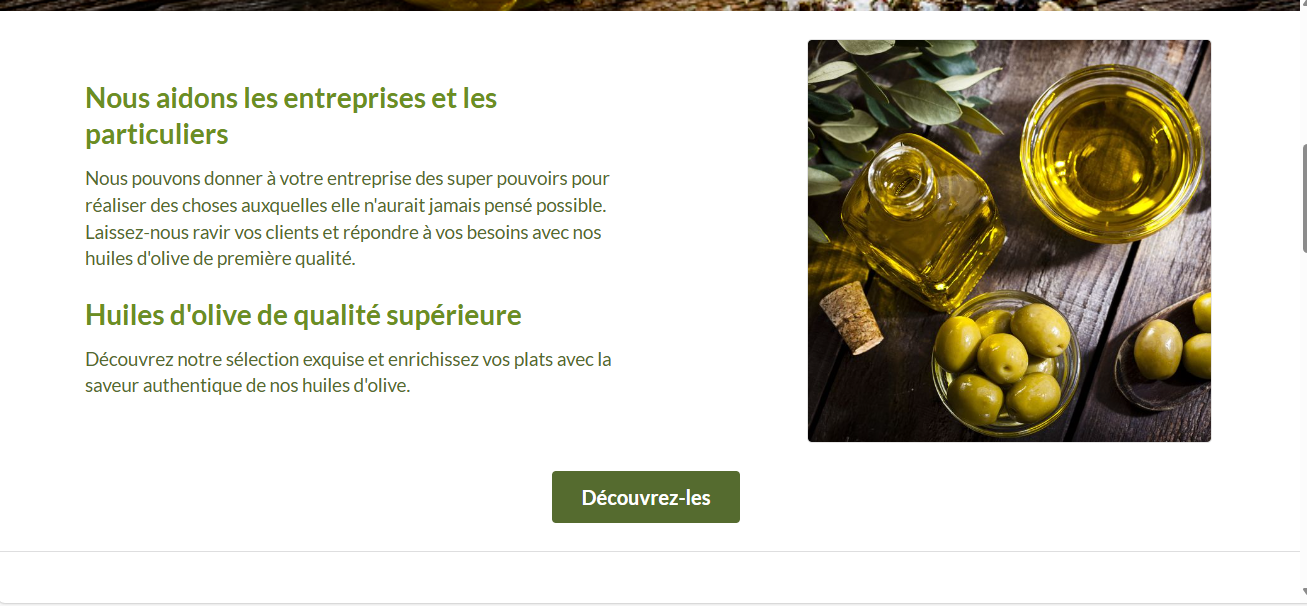 Nous aidons les entreprises et les
particuliers
Nous pouvons donner à votre entreprise des super pouvoirs pour
réaliser des choses auxquelles elle n'aurait jamais pensé possible.
Laissez-nous ravir vos clients et répondre à vos besoins avec nos
huiles d'olive de première qualité.
Huiles d'olive de qualité supérieure
Découvrez notre sélection exquise et enrichissez vos plats avec la
saveur authentique de nos huiles d'olive.
Découvrez-les